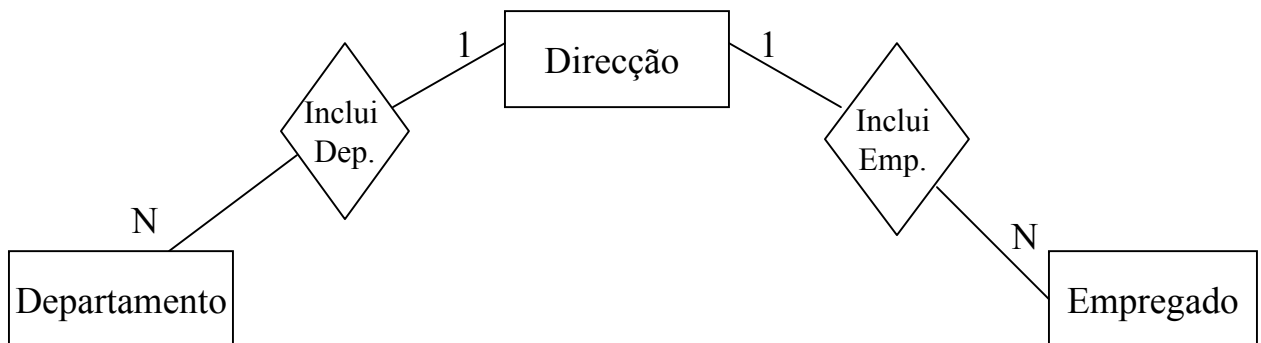 1
Direcção
1
Inclui
Dep.
Inclui
Emp.
N
N
Departamento
Empregado